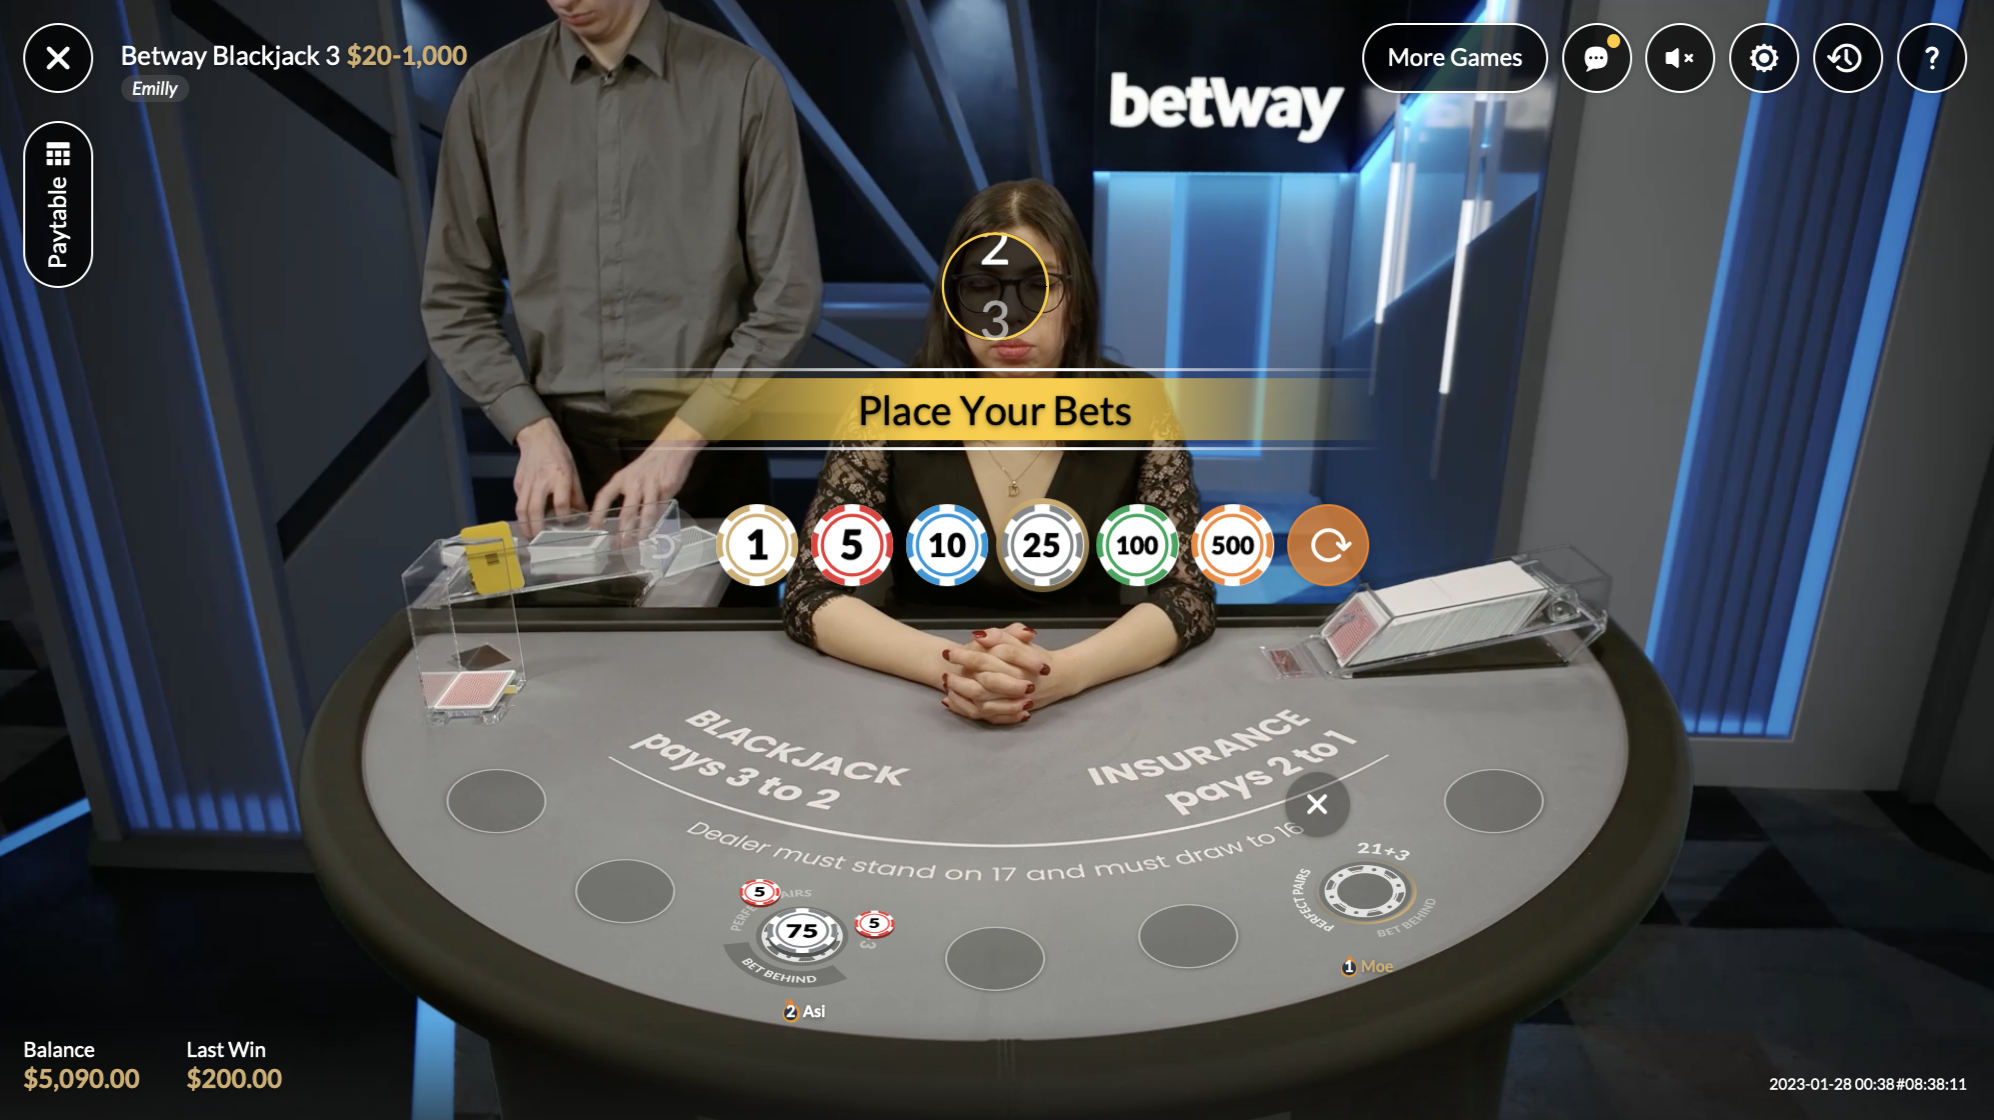 Betway Blackjack 3 $20-1,000
Emilly
More Games
?
betway
Paytable
2
3
Place Your Bets
1 5 10 25 100 500
BLACKJACK
pays 3 to 2
INSURANCE
pays 2 to 1
Dealer must stand on 17 and must draw to 16
5
5
75
BET BEHIND
2 Asi
21+3
PERFECT PAIRS
BET BEHIND
1 Moe
Balance
$5,090.00
Last Win
$200.00
2023-01-28 00:38#08:38:11